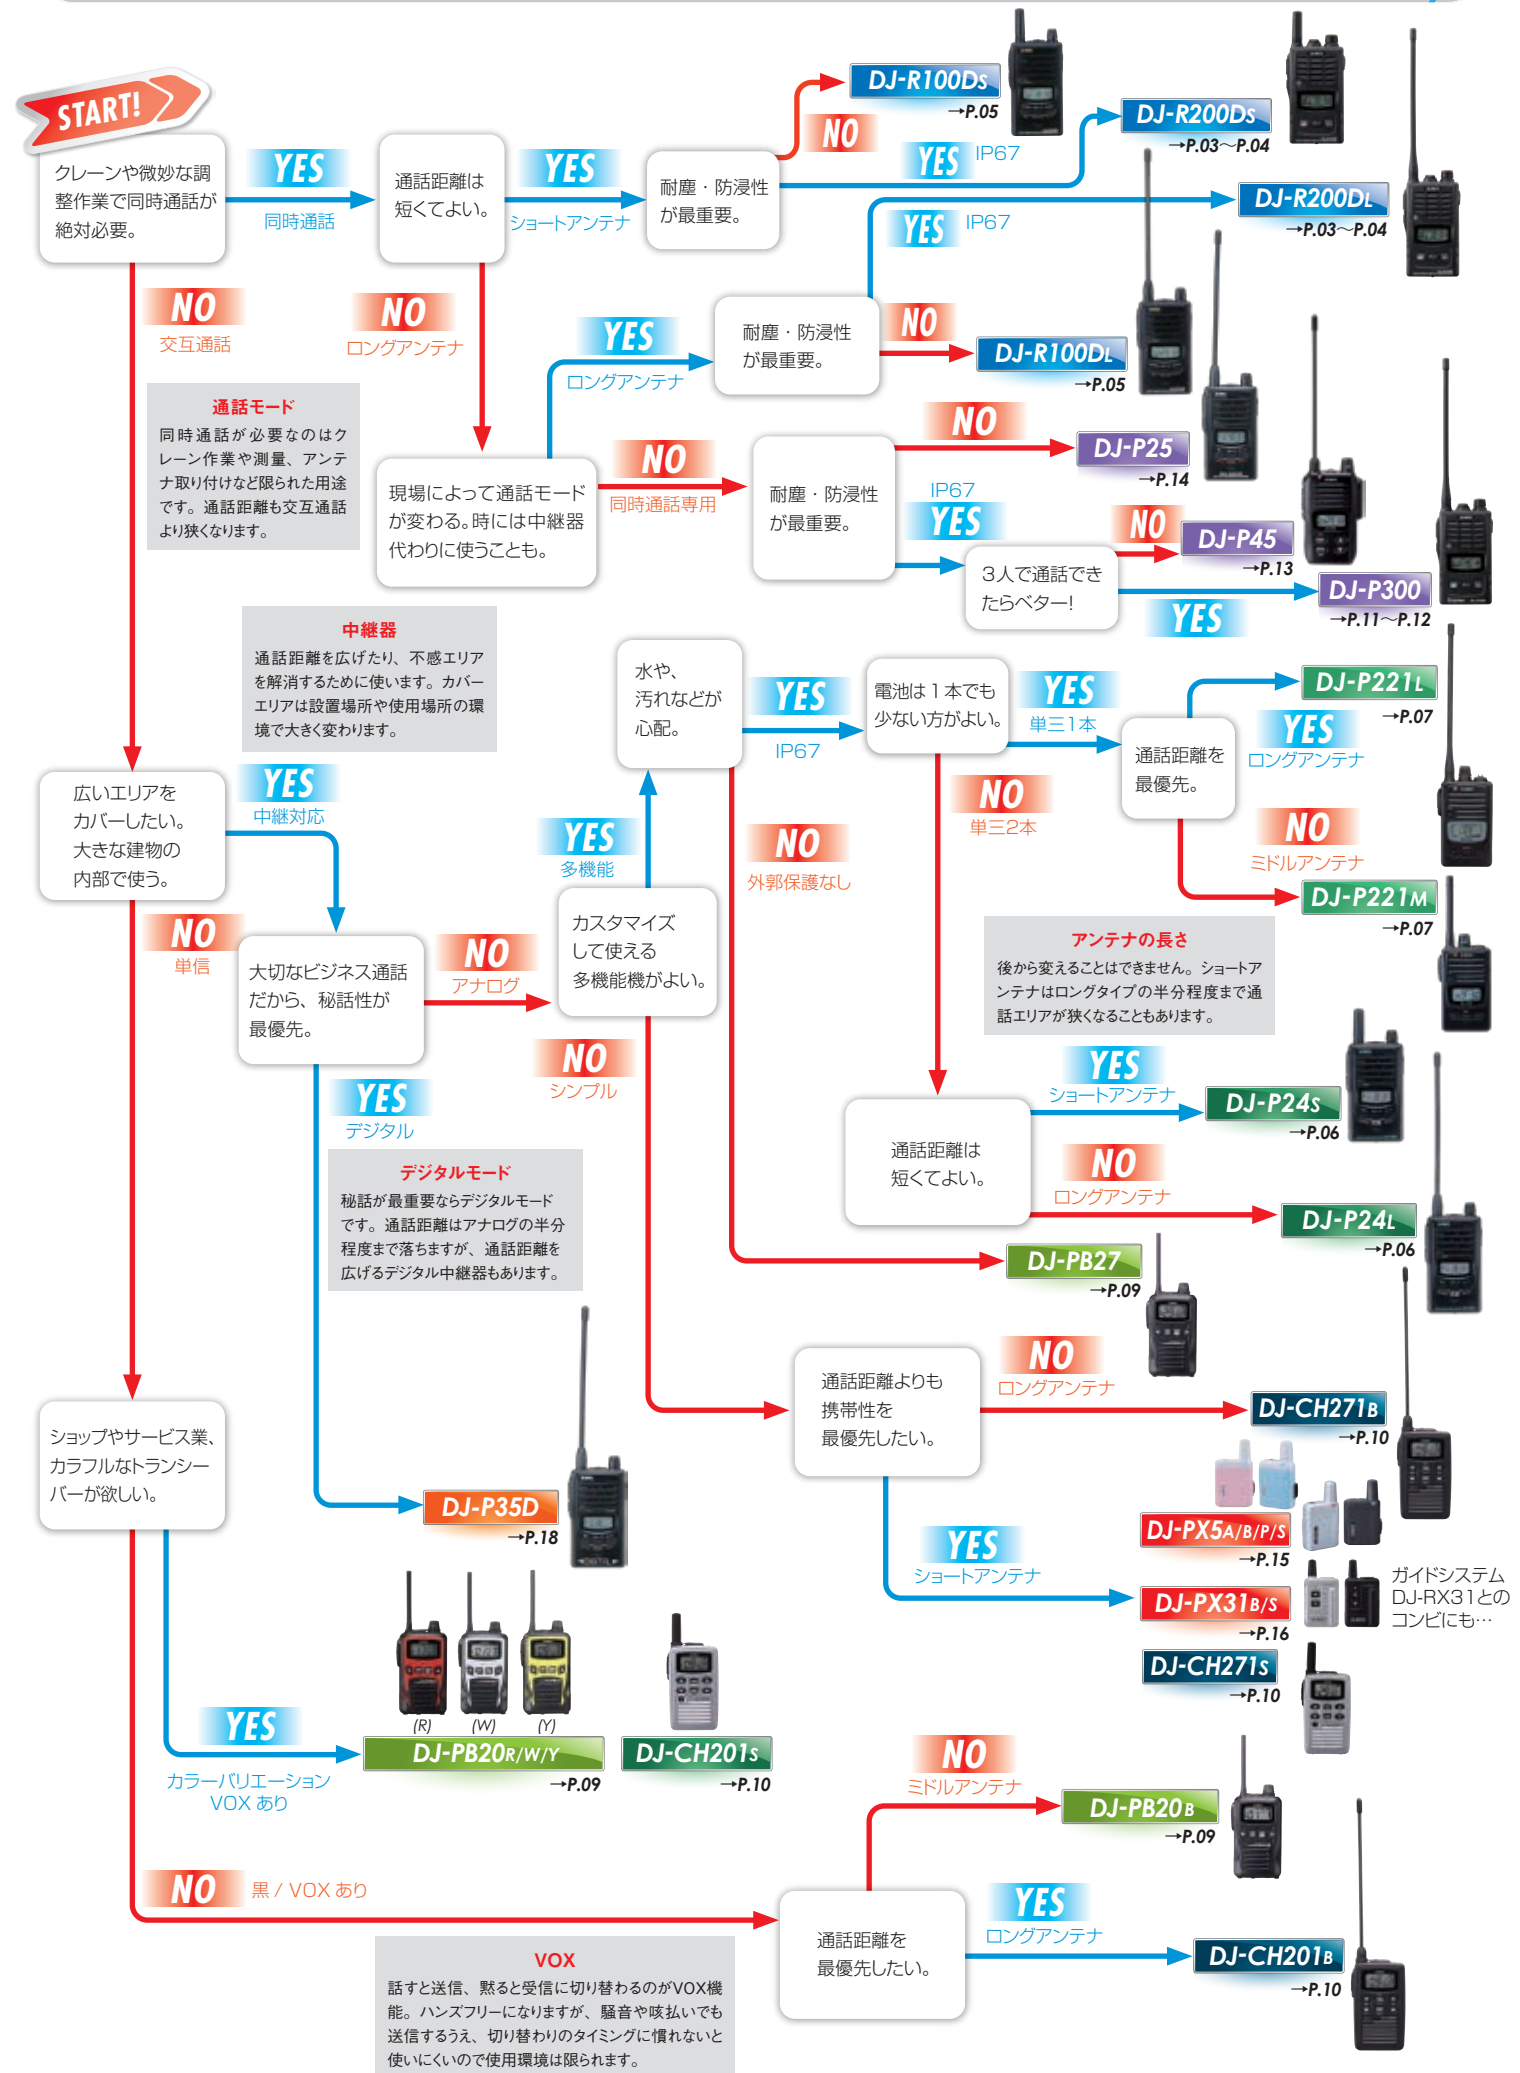 START!
クレーンや微妙な調
整作業で同時通話が
絶対必要。
YES
同時通話
通話距離は
短くてよい。
YES
ショートアンテナ
耐塵・防浸性
が最重要。
NO
DJ-R100Ds
→P.05
YES IP67
DJ-R200Ds
→P.03～P.04
YES IP67
DJ-R200DL
→P.03～P.04
NO
交互通話
NO
ロングアンテナ
YES
ロングアンテナ
耐塵・防浸性
が最重要。
NO
DJ-R100DL
→P.05
通話モード
同時通話が必要なのはク
レーン作業や測量、アンテ
ナ取り付けなど限られた用途
です。通話距離も交互通話
より狭くなります。
現場によって通話モード
が変わる。時には中継器
代わりに使うことも。
NO
同時通話専用
耐塵・防浸性
が最重要。
NO
DJ-P25
→P.14
IP67
YES
3人で通話でき
たらベター!
NO
DJ-P45
→P.13
YES
DJ-P300
→P.11～P.12
中継器
通話距離を広げたり、不感エリア
を解消するために使います。カバー
エリアは設置場所や使用場所の環
境で大きく変わります。
水や、
汚れなどが
心配。
YES
IP67
電池は1本でも
少ない方がよい。
YES
単三1本
通話距離を
最優先。
DJ-P221L
→P.07
YES
ロングアンテナ
NO
ミドルアンテナ
DJ-P221M
→P.07
NO
単三2本
NO
外郭保護なし
広いエリアを
カバーしたい。
大きな建物の
内部で使う。
YES
中継対応
YES
多機能
カスタマイズ
して使える
多機能機がよい。
NO
単信
大切なビジネス通話
だから、秘話性が
最優先。
NO
アナログ
アンテナの長さ
後から変えることはできません。ショートア
ンテナはロングタイプの半分程度まで通
話エリアが狭くなることもあります。
NO
シンプル
YES
デジタル
YES
ショートアンテナ
DJ-P24s
→P.06
通話距離は
短くてよい。
NO
ロングアンテナ
DJ-P24L
→P.06
デジタルモード
秘話が最重要ならデジタルモード
です。通話距離はアナログの半分
程度まで落ちますが、通話距離を
広げるデジタル中継器もあります。
DJ-PB27
→P.09
通話距離よりも
携帯性を
最優先したい。
NO
ロングアンテナ
DJ-CH271B
→P.10
ショップやサービス業、
カラフルなトランシー
バーが欲しい。
DJ-P35D
→P.18
YES
ショートアンテナ
DJ-PX5A/B/P/S
→P.15
DJ-PX31B/S
→P.16
ガイドシステム
DJ-RX31との
コンビにも…
DJ-CH271s
→P.10
YES
カラーバリエーション
VOX あり
(R) (W) (Y)
DJ-PB20R/W/Y
→P.09
DJ-CH201s
→P.10
NO
ミドルアンテナ
DJ-PB20B
→P.09
NO 黒 / VOX あり
通話距離を
最優先したい。
YES
ロングアンテナ
DJ-CH201B
→P.10
VOX
話すと送信、黙ると受信に切り替わるのがVOX機
能。ハンズフリーになりますが、騒音や咳払いでも
送信するうえ、切り替わりのタイミングに慣れないと
使いにくいので使用環境は限られます。